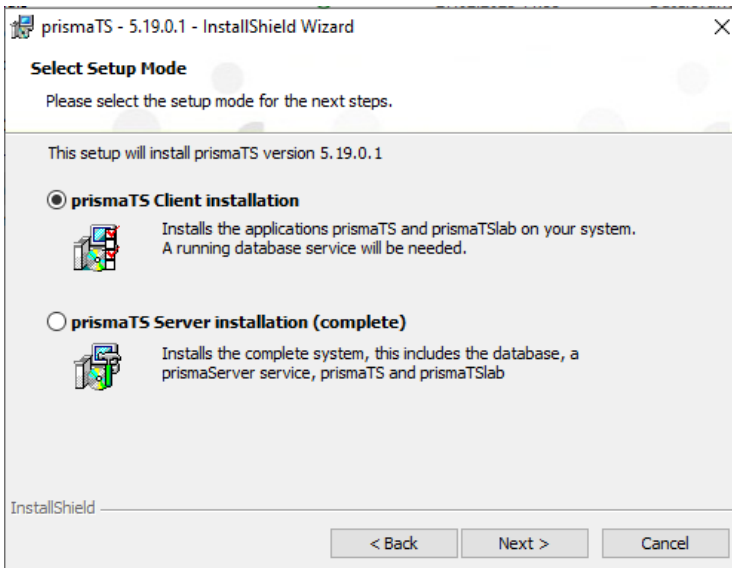 prismaTS - 5.19.0.1 - InstallShield Wizard
Select Setup Mode
Please select the setup mode for the next steps.
This setup will install prismaTS version 5.19.0.1
prismaTS Client installation
Installs the applications prismaTS and prismaTSlab on your system.
A running database service will be needed.
prismaTS Server installation (complete)
Installs the complete system, this includes the database, a
prismaServer service, prismaTS and prismaTSlab
InstallShield
< Back Next > Cancel